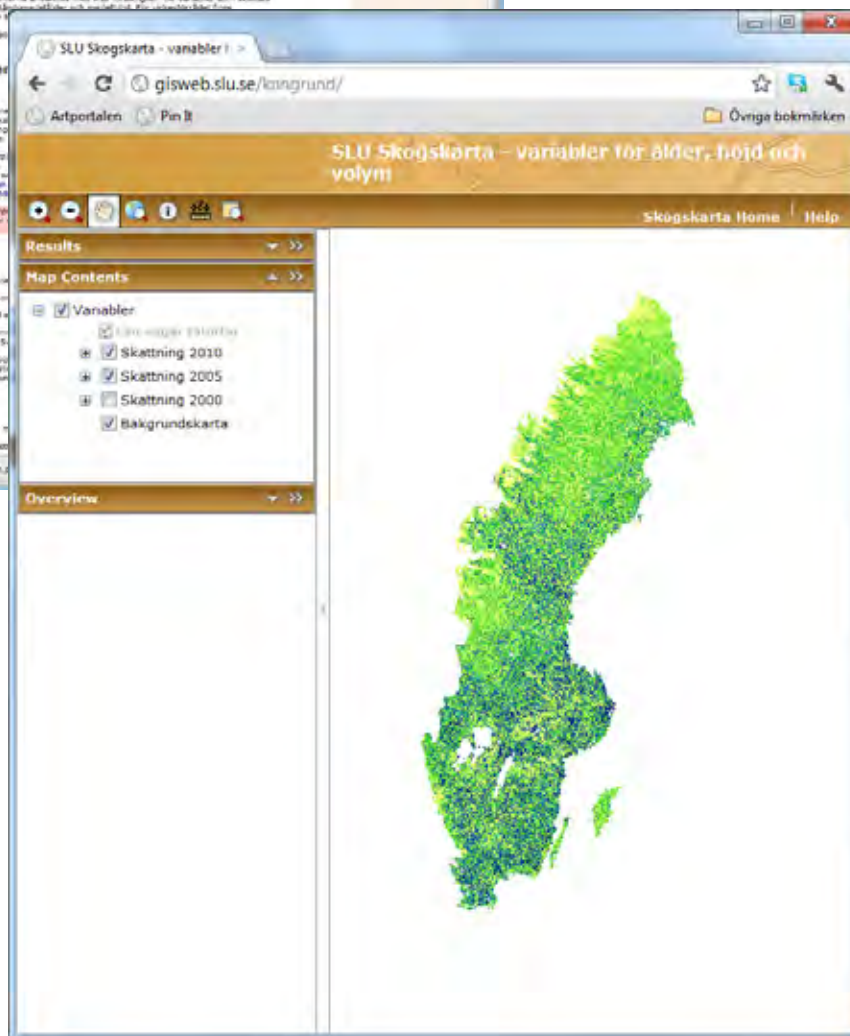 SLU Skogskarta - variabler f
gisweb.slu.se/knngrund/
Artportalen Pin It Övriga bokmärken
SLU Skogskarta - variabler för ålder, höjd och
volym
Skogskarta Home Help
Results
Map Contents
Variabler
Skattning 2010
Skattning 2005
Skattning 2000
Bakgrundskarta
Overview